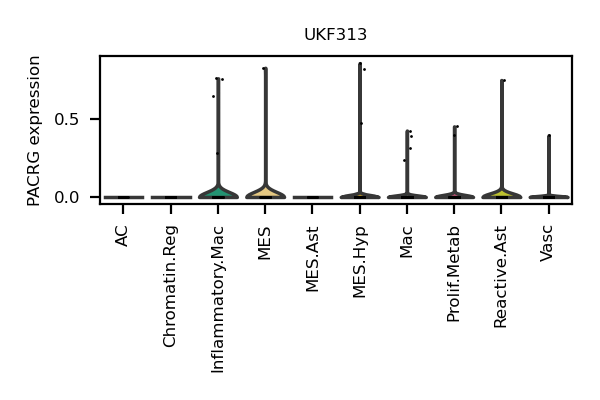 UKF313
PACRG expression
0.5
0.0
AC
Chromatin.Reg
Inflammatory.Mac
MES
MES.Ast
MES.Hyp
Mac
Prolif.Metab
Reactive.Ast
Vasc